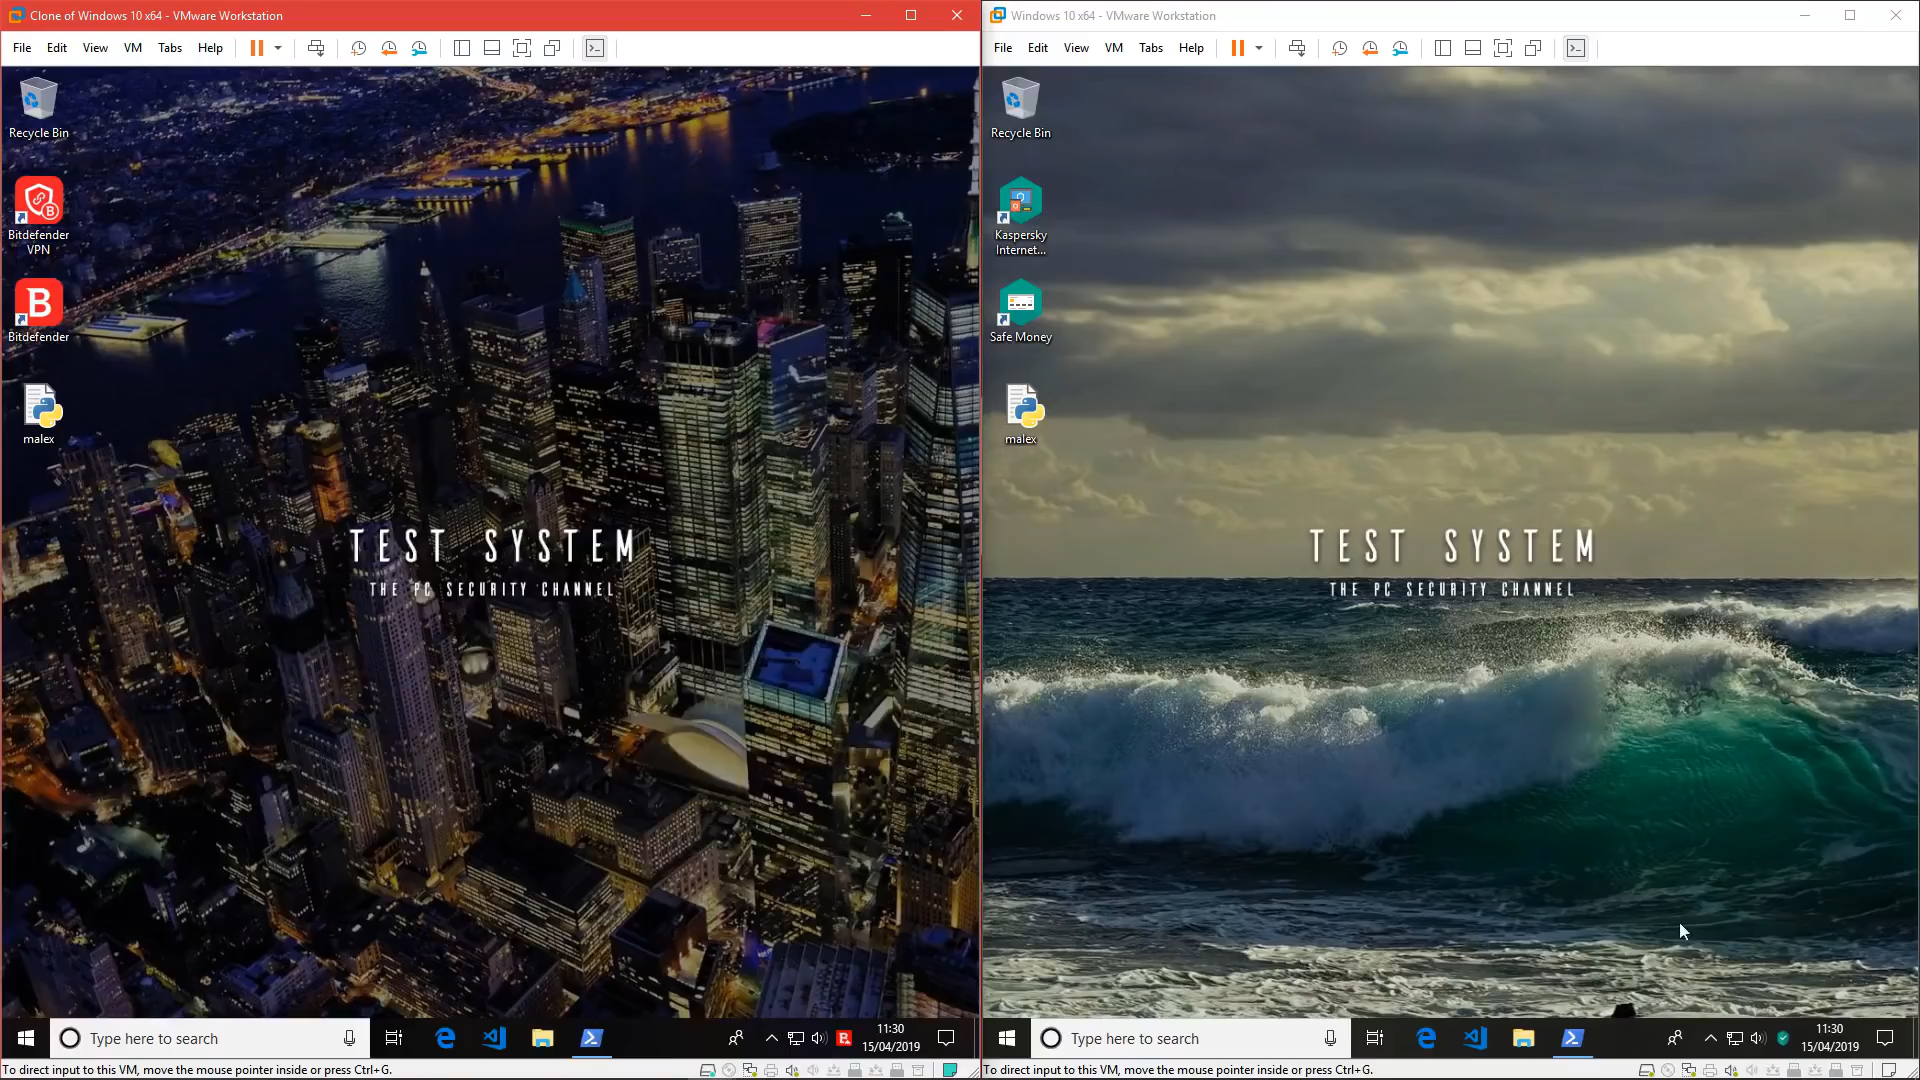 Clone of Windows 10 x64 - VMware Workstation
File Edit View VM Tabs Help
Recycle Bin
Bitdefender
VPN
Bitdefender
malex
TEST SYSTEM
THE PC SECURITY CHANNEL
Type here to search
11:30
15/04/2019
To direct input to this VM, move the mouse pointer inside or press Ctrl+G.
Windows 10 x64 - VMware Workstation
File Edit View VM Tabs Help
Recycle Bin
Kaspersky
Internet...
Safe Money
malex
TEST SYSTEM
THE PC SECURITY CHANNEL
Type here to search
11:30
15/04/2019
To direct input to this VM, move the mouse pointer inside or press Ctrl+G.